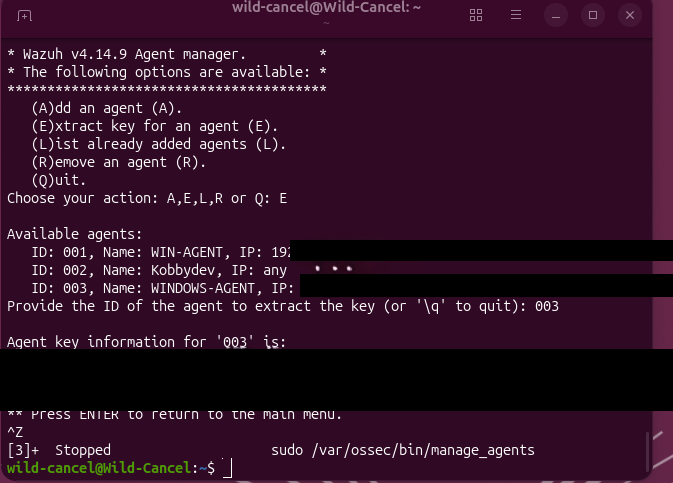 wild-cancel@Wild-Cancel: ~
~
* Wazuh v4.14.9 Agent manager.         *
* The following options are available: *
****************************************
   (A)dd an agent (A).
   (E)xtract key for an agent (E).
   (L)ist already added agents (L).
   (R)emove an agent (R).
   (Q)uit.
Choose your action: A,E,L,R or Q: E
Available agents:
   ID: 001, Name: WIN-AGENT, IP: 192
   ID: 002, Name: Kobbydev, IP: any
   ID: 003, Name: WINDOWS-AGENT, IP:
Provide the ID of the agent to extract the key (or '\q' to quit): 003
Agent key information for '003' is:
** Press ENTER to return to the main menu.
^Z
[3]+  Stopped                 sudo /var/ossec/bin/manage_agents
wild-cancel@Wild-Cancel:~$